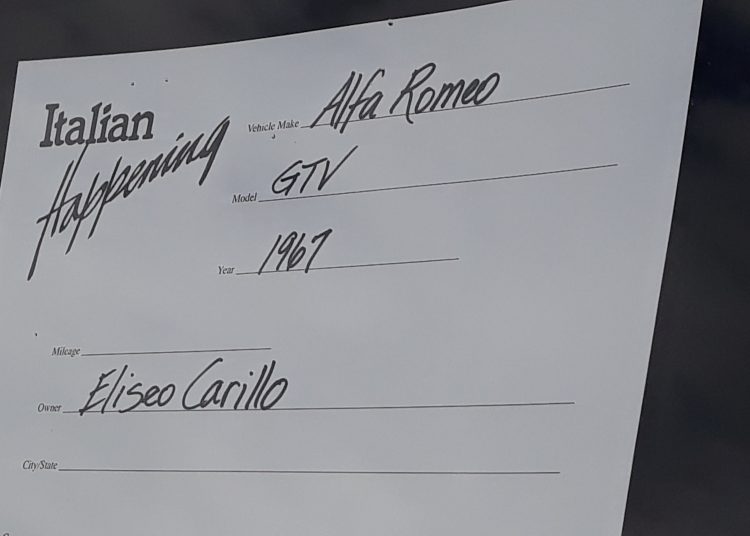 Italian
Happening
Vehicle Make Alfa Romeo
Model GTV
Year 1967
Mileage
Owner Eliseo Carillo
City/State